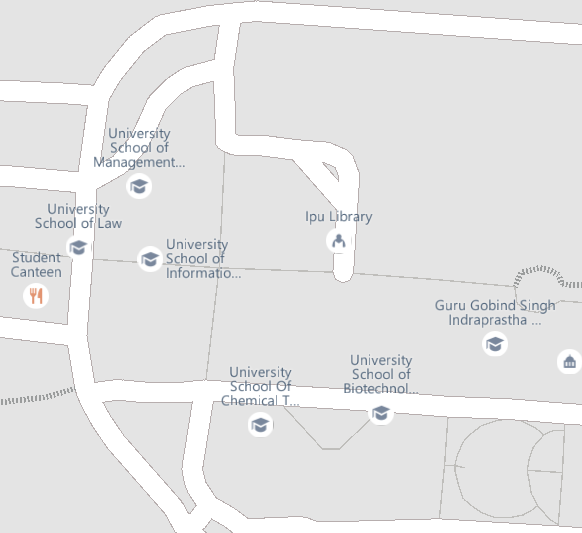 University
School of
Management...
University
School of Law
Ipu Library
University
School of
Informatio...
Student
Canteen
Guru Gobind Singh
Indraprastha ...
University
School Of
Chemical T...
University
School of
Biotechnol...